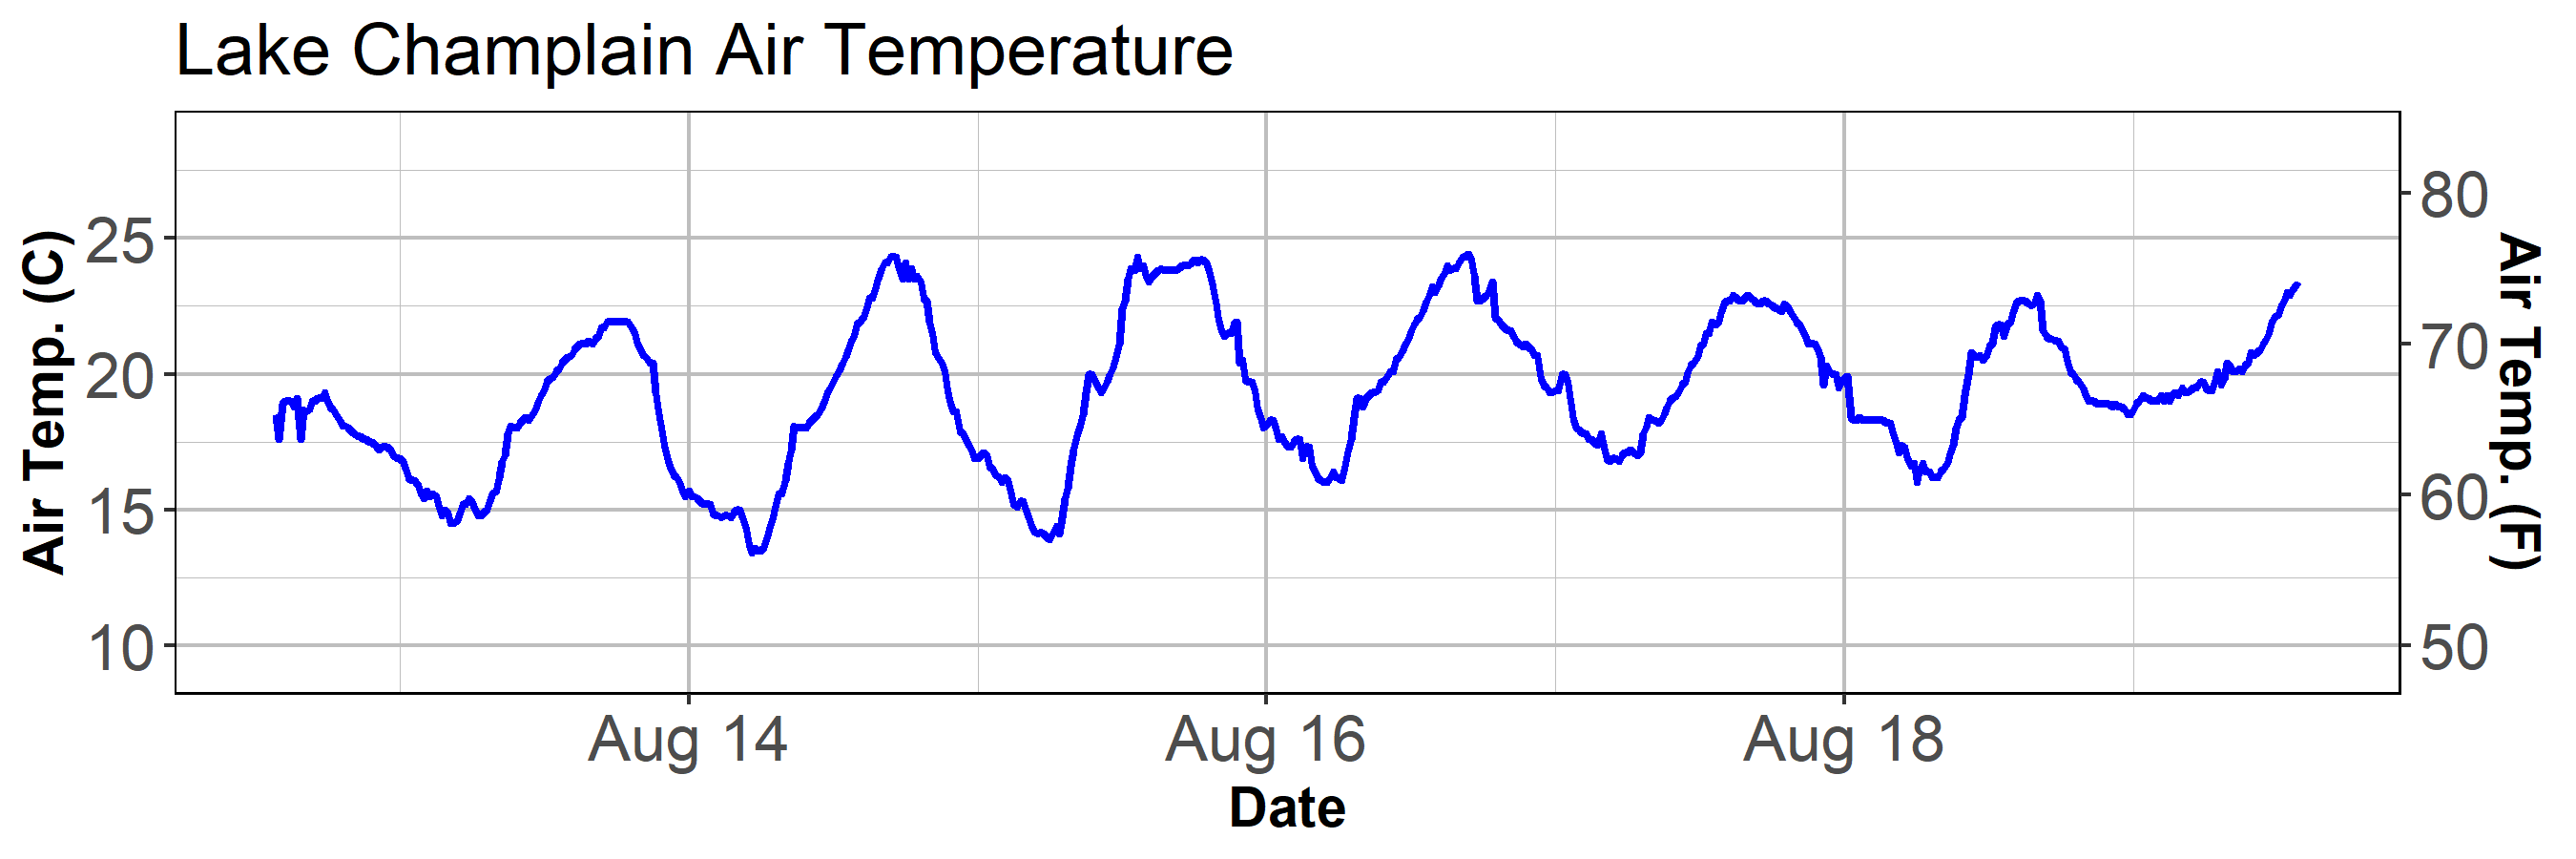 Lake Champlain Air Temperature
Air Temp. (C)
25
20
15
10
80
70
60
50
Air Temp. (F)
Aug 14
Aug 16
Aug 18
Date